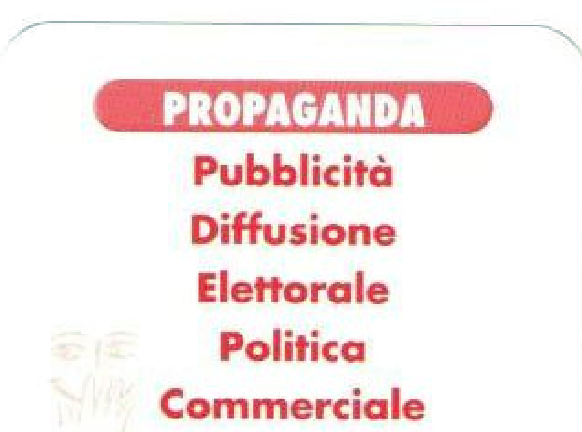 PROPAGANDA
Pubblicità
Diffusione
Elettorale
Politica
Commerciale